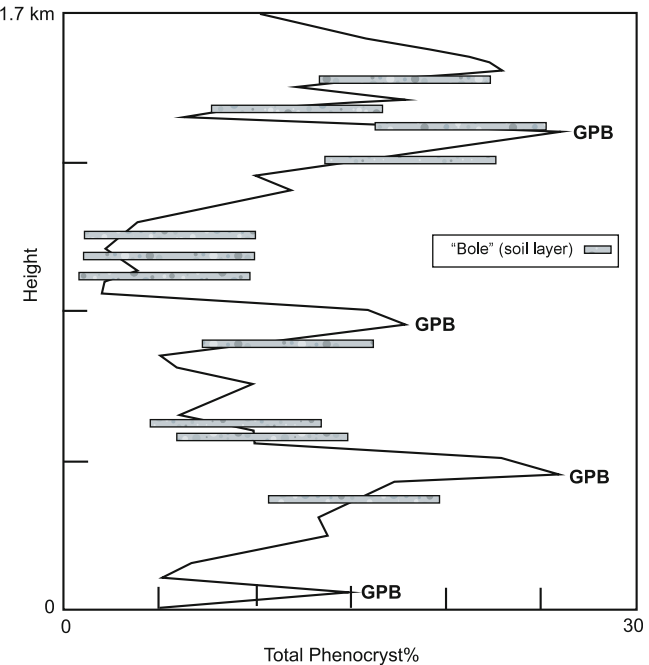 1.7 km
GPB
Height
“Bole” (soil layer)
GPB
GPB
GPB
0
0
30
Total Phenocryst%